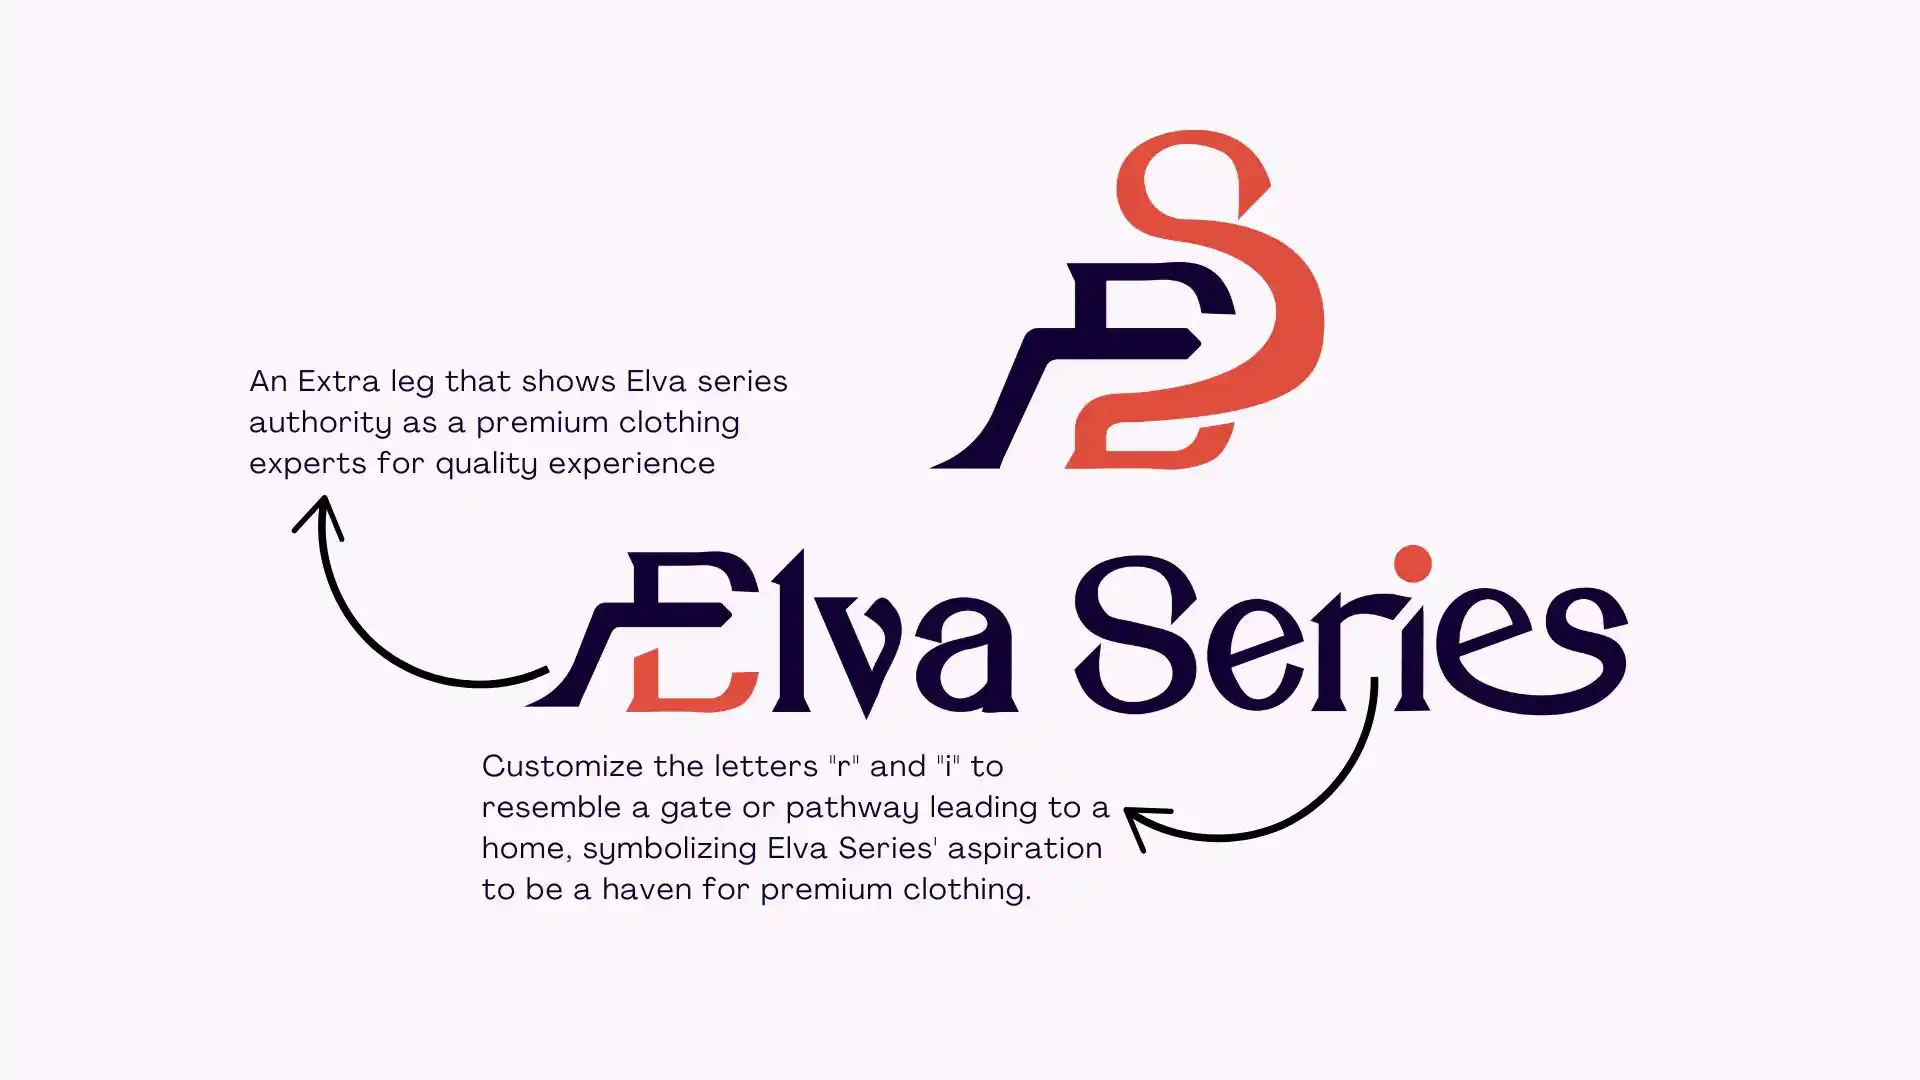 An Extra leg that shows Elva series
authority as a premium clothing
experts for quality experience
ES
Elva Series
Customize the letters "r" and "i" to
resemble a gate or pathway leading to a
home, symbolizing Elva Series' aspiration
to be a haven for premium clothing.